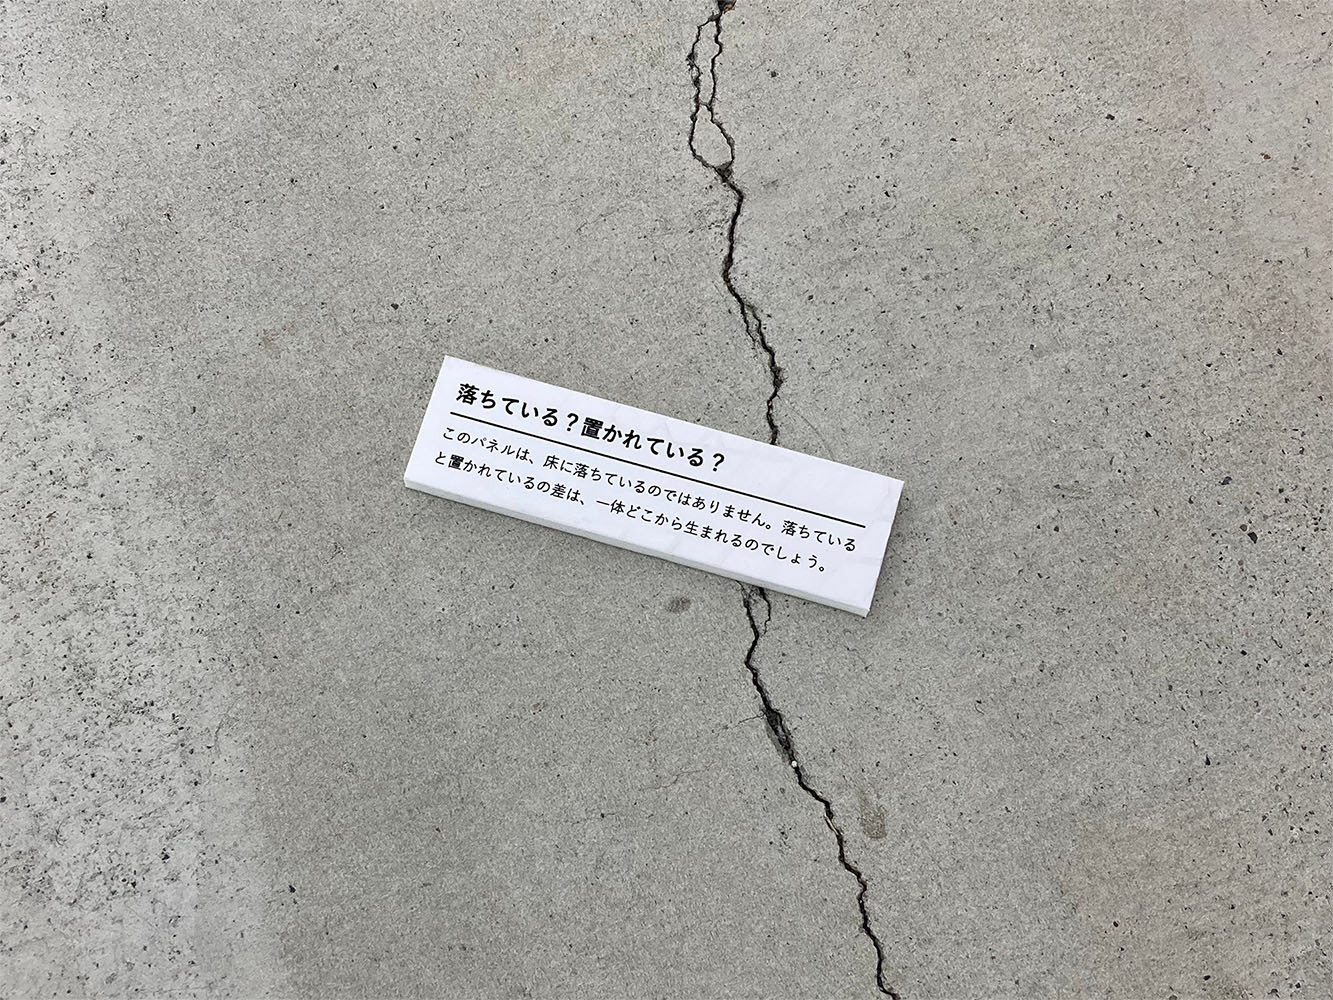 落ちている？置かれている？
このパネルは、床に落ちているのではありません。落ちている
と置かれているの差は、一体どこから生まれるのでしょう。